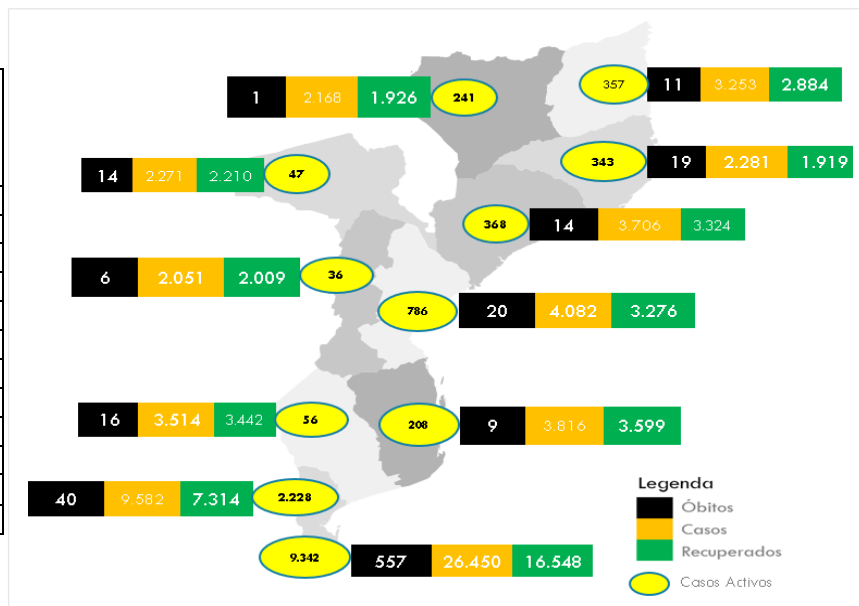 1 2.168 1.926 241
357 11 3.253 2.884
14 2.271 2.210 47
343 19 2.281 1.919
368 14 3.706 3.324
6 2.051 2.009 36
786 20 4.082 3.276
16 3.514 3.442 56
208 9 3.816 3.599
40 9.582 7.314 2.228
9.342 557 26.450 16.548
Legenda
Óbitos
Casos
Recuperados
Casos Activos